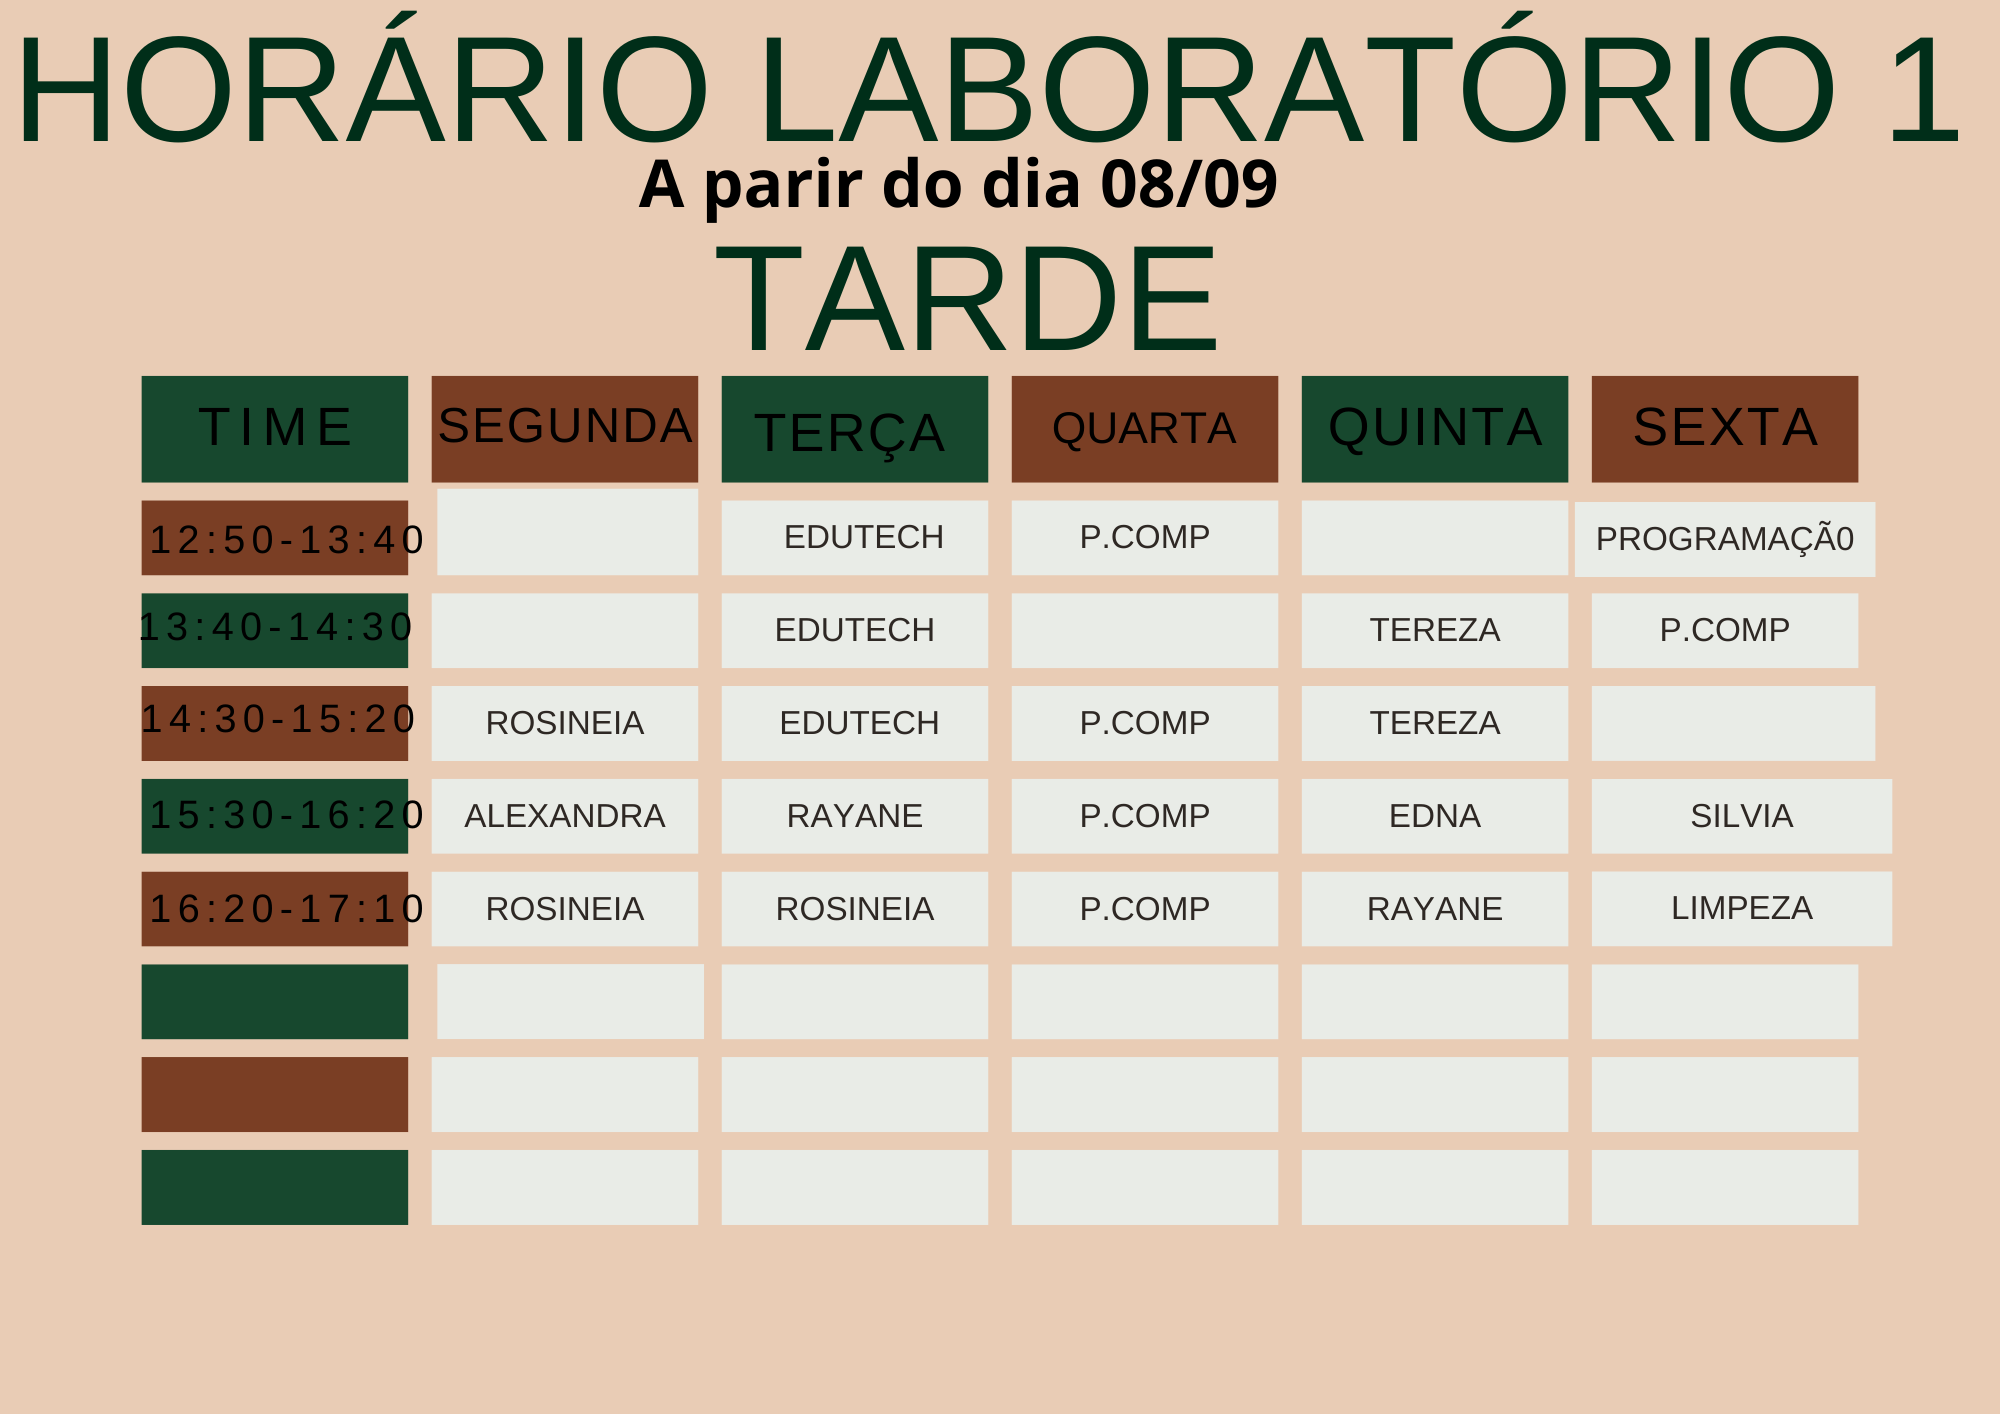 HORÁRIO LABORATÓRIO 1
A parir do dia 08/09
TARDE
TIME SEGUNDA TERÇA QUARTA QUINTA SEXTA
12:50-13:40 EDUTECH P.COMP PROGRAMAÇÃ0
13:40-14:30 EDUTECH TEREZA P.COMP
14:30-15:20 ROSINEIA EDUTECH P.COMP TEREZA
15:30-16:20 ALEXANDRA RAYANE P.COMP EDNA SILVIA
16:20-17:10 ROSINEIA ROSINEIA P.COMP RAYANE LIMPEZA